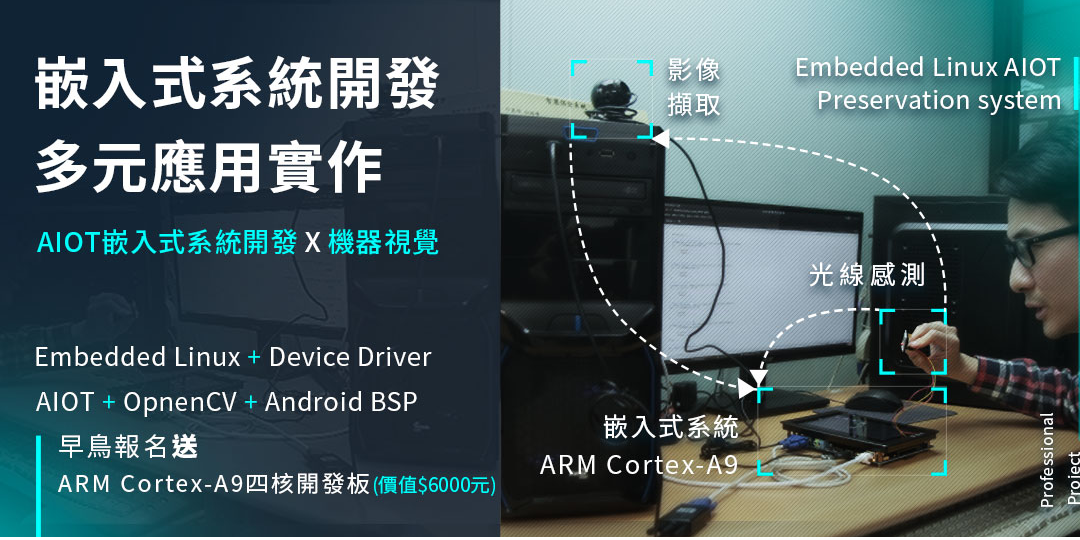 嵌入式系統開發
多元應用實作
AIOT嵌入式系統開發 X 機器視覺
Embedded Linux + Device Driver
AIOT + OpnenCV + Android BSP
早鳥報名送
ARM Cortex-A9四核開發板(價值$6000元)
影像
擷取
Embedded Linux AIOT
Preservation system
光線感測
嵌入式系統
ARM Cortex-A9
Professional
Project